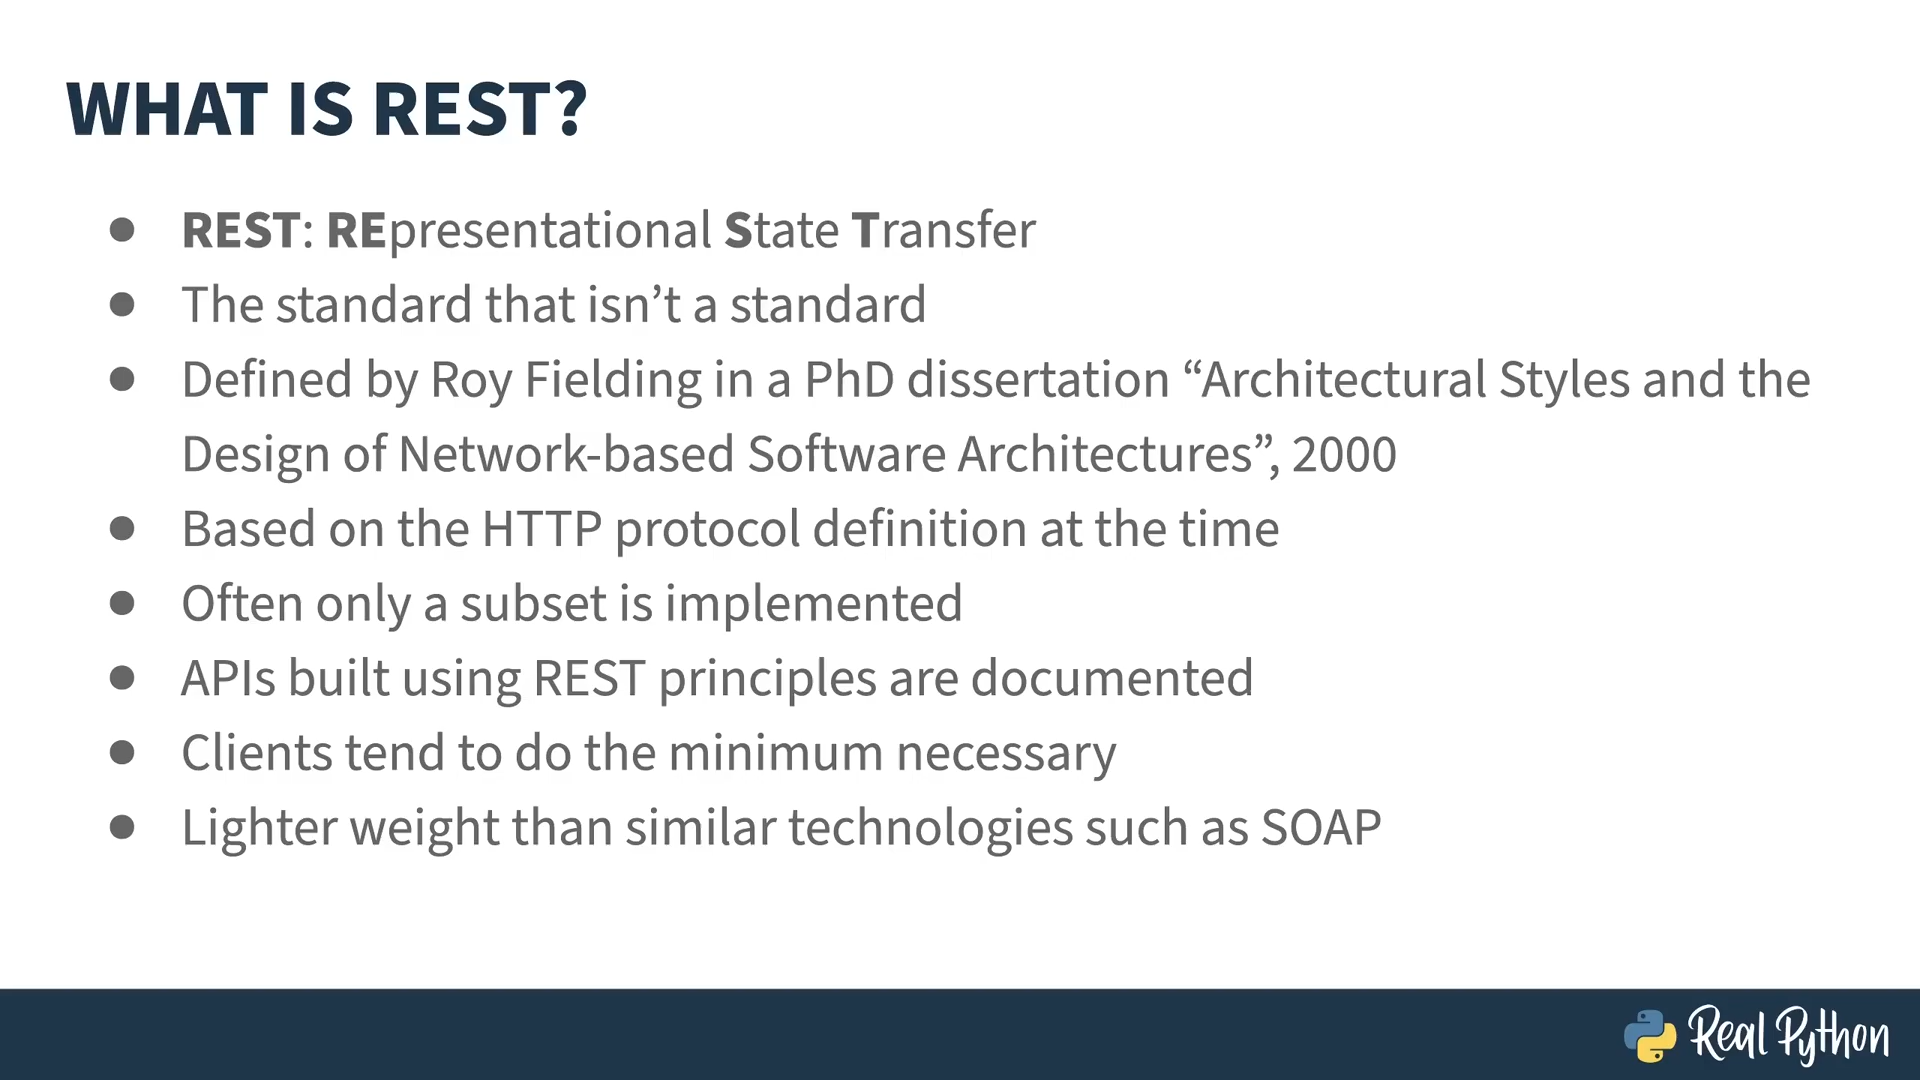 WHAT IS REST?
● REST: REpresentational State Transfer
● The standard that isn’t a standard
● Defined by Roy Fielding in a PhD dissertation “Architectural Styles and the
Design of Network-based Software Architectures”, 2000
● Based on the HTTP protocol definition at the time
● Often only a subset is implemented
● APIs built using REST principles are documented
● Clients tend to do the minimum necessary
● Lighter weight than similar technologies such as SOAP
Real Python